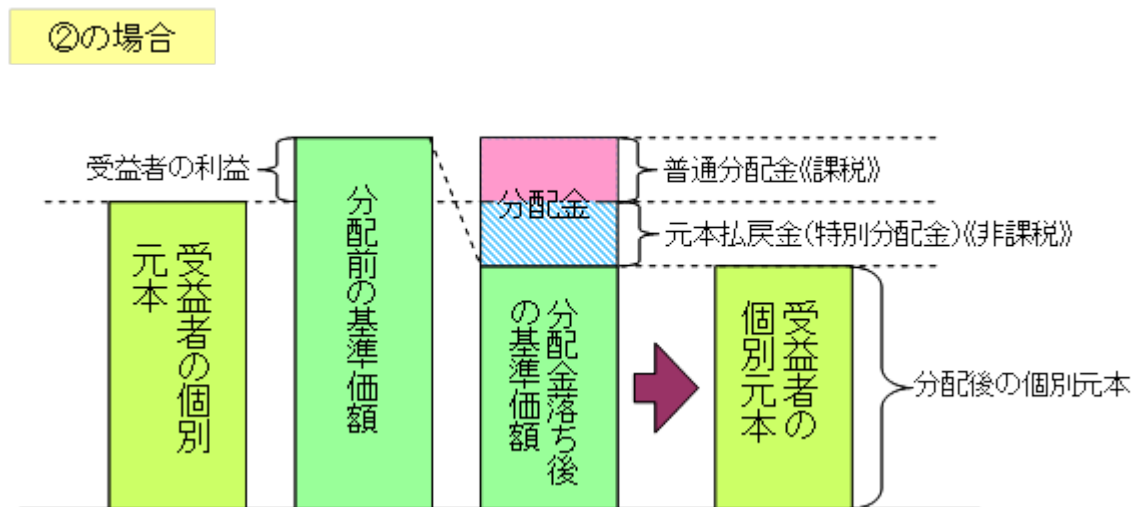 ②の場合
受益者の利益
普通分配金《課税》
分配金
元本払戻金(特別分配金)《非課税》
受益者の個別
元本
分配前の基準価額
分配金落ち後
の基準価額
受益者の
個別元本
分配後の個別元本